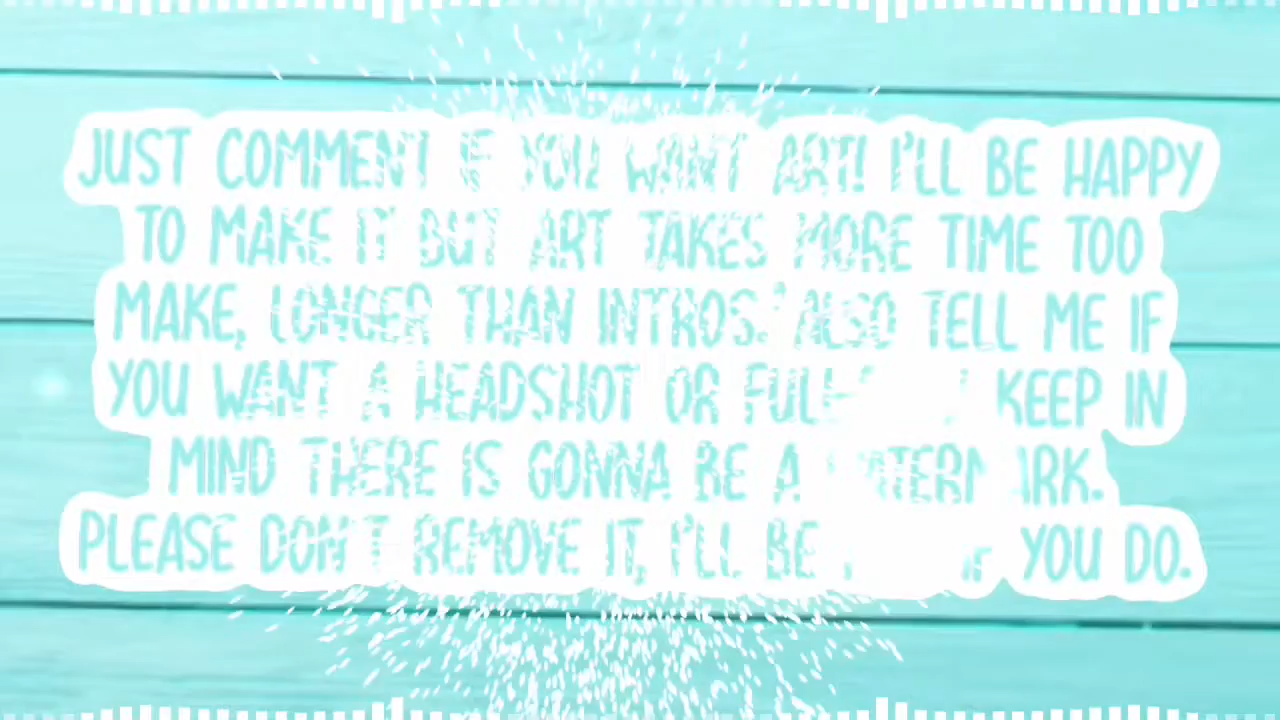 JUST COMMENT IF YOU WANT ART! I'LL BE HAPPY
TO MAKE IT BUT ART TAKES MORE TIME TOO
MAKE, LONGER THAN INTROS. ALSO TELL ME IF
YOU WANT A HEADSHOT OR FULL KEEP IN
MIND THERE IS GONNA BE A WATERMARK.
PLEASE DON'T REMOVE IT, I'LL BE IF YOU DO.